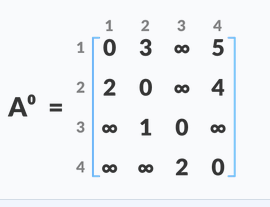 1 2 3 4
1 0 3 ∞ 5
2 2 0 ∞ 4
A⁰ =
3 ∞ 1 0 ∞
4 ∞ ∞ 2 0